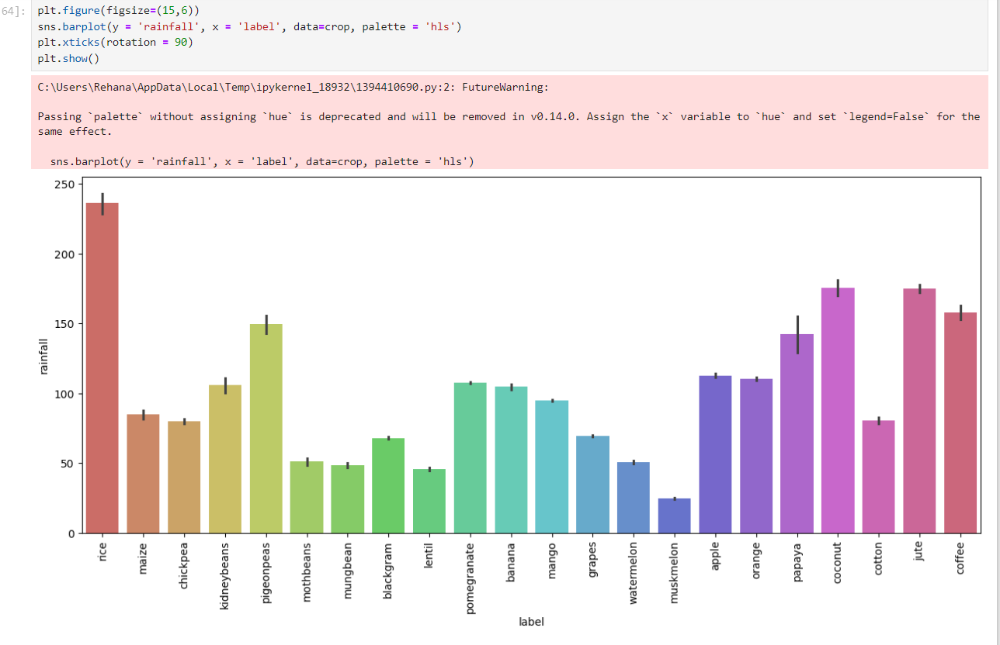 64]:
plt.figure(figsize=(15,6))
sns.barplot(y = 'rainfall', x = 'label', data=crop, palette = 'hls')
plt.xticks(rotation = 90)
plt.show()
C:\Users\Rehana\AppData\Local\Temp\ipykernel_18932\1394410690.py:2: FutureWarning:
Passing `palette` without assigning `hue` is deprecated and will be removed in v0.14.0. Assign the `x` variable to `hue` and set `legend=False` for the
same effect.
sns.barplot(y = 'rainfall', x = 'label', data=crop, palette = 'hls')
250
200
150
100
50
0
rainfall
rice
maize
chickpea
kidneybeans
pigeonpeas
mothbeans
mungbean
blackgram
lentil
pomegranate
banana
mango
grapes
watermelon
muskmelon
apple
orange
papaya
coconut
cotton
jute
coffee
label